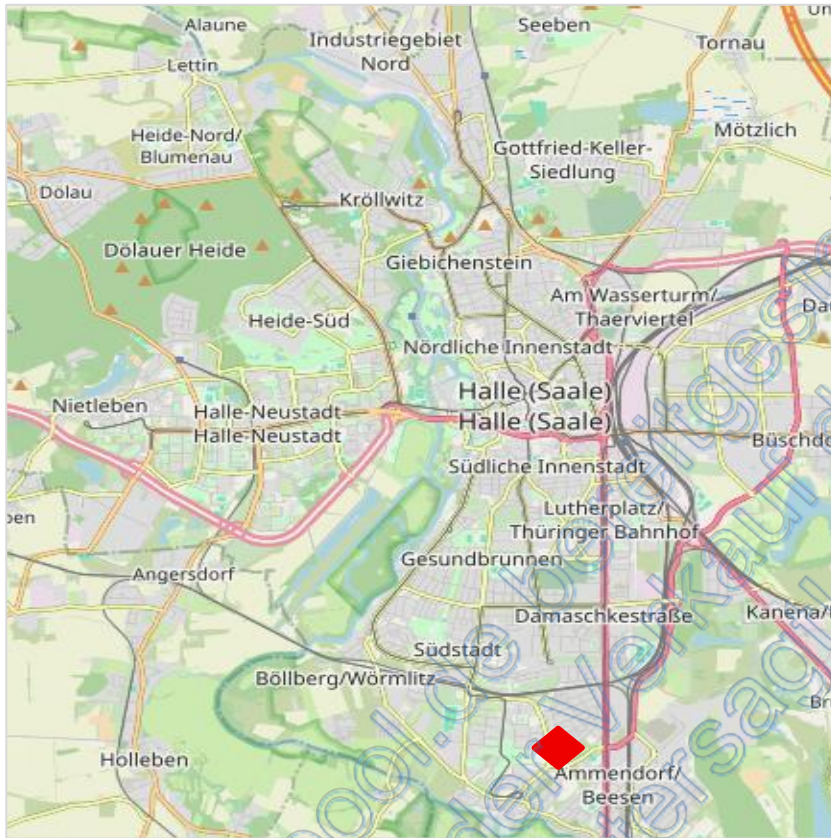 Alaune
Seeben
Industriegebiet
Nord
Tornau
Lettin
Heide-Nord/
Blumenau
Mötzlich
Gottfried-Keller-
Siedlung
Dölau
Kröllwitz
Dölauer Heide
Giebichenstein
Am Wasserturm/
Thaerviertel
Heide-Süd
Nördliche Innenstadt
Halle (Saale)
Nietleben
Halle-Neustadt
Halle (Saale)
Halle-Neustadt
Büschdo
Südliche Innenstadt
Lutherplatz/
Thüringer Bahnhof
Gesundbrunnen
Angersdorf
Damaschkestraße
Kanena/
Südstadt
Böllberg/Wörmlitz
Holleben
Ammendorf/
Beesen